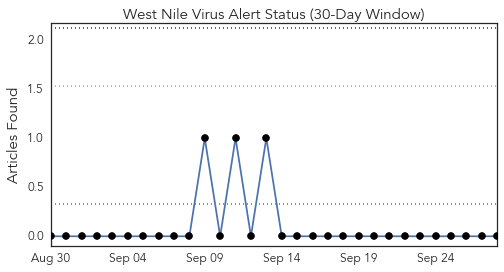 West Nile Virus Alert Status (30-Day Window)
Articles Found
2.0
1.5
1.0
0.5
0.0
Aug 30
Sep 04
Sep 09
Sep 14
Sep 19
Sep 24